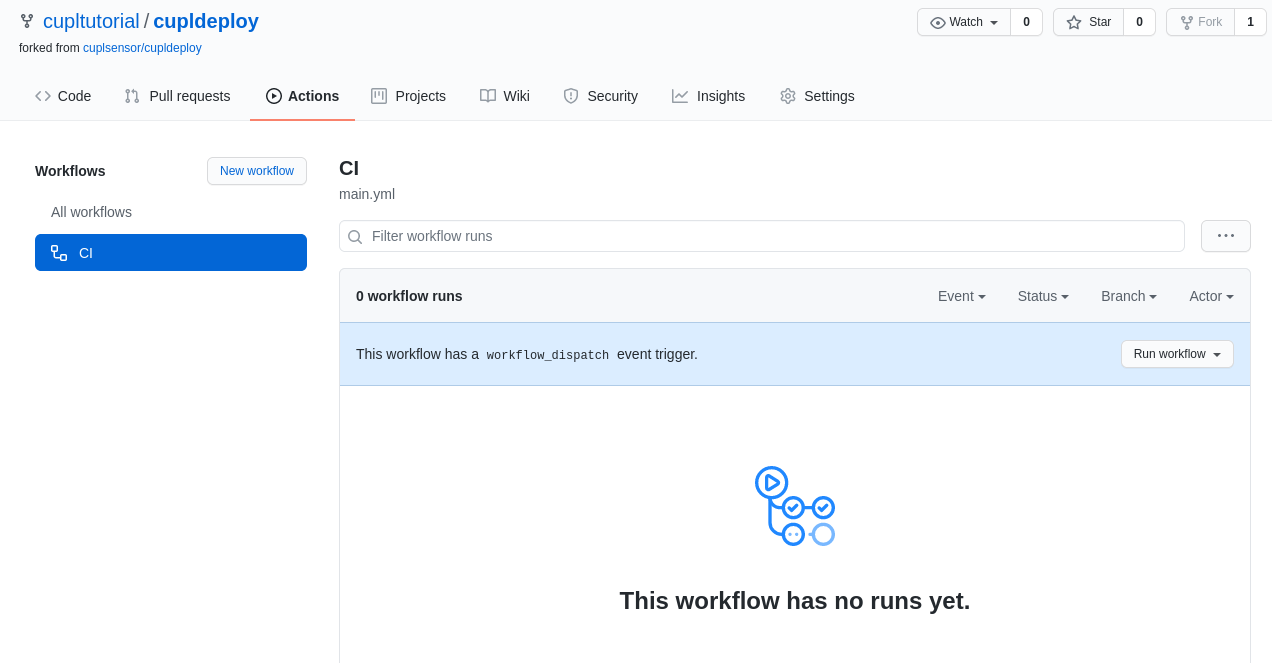 cupltutorial / cupldeploy
Watch 0 Star 0 Fork 1
forked from cuplsensor/cupldeploy
Code Pull requests Actions Projects Wiki Security Insights Settings
Workflows New workflow
All workflows
CI
CI
main.yml
Filter workflow runs
0 workflow runs Event Status Branch Actor
This workflow has a workflow_dispatch event trigger. Run workflow
This workflow has no runs yet.